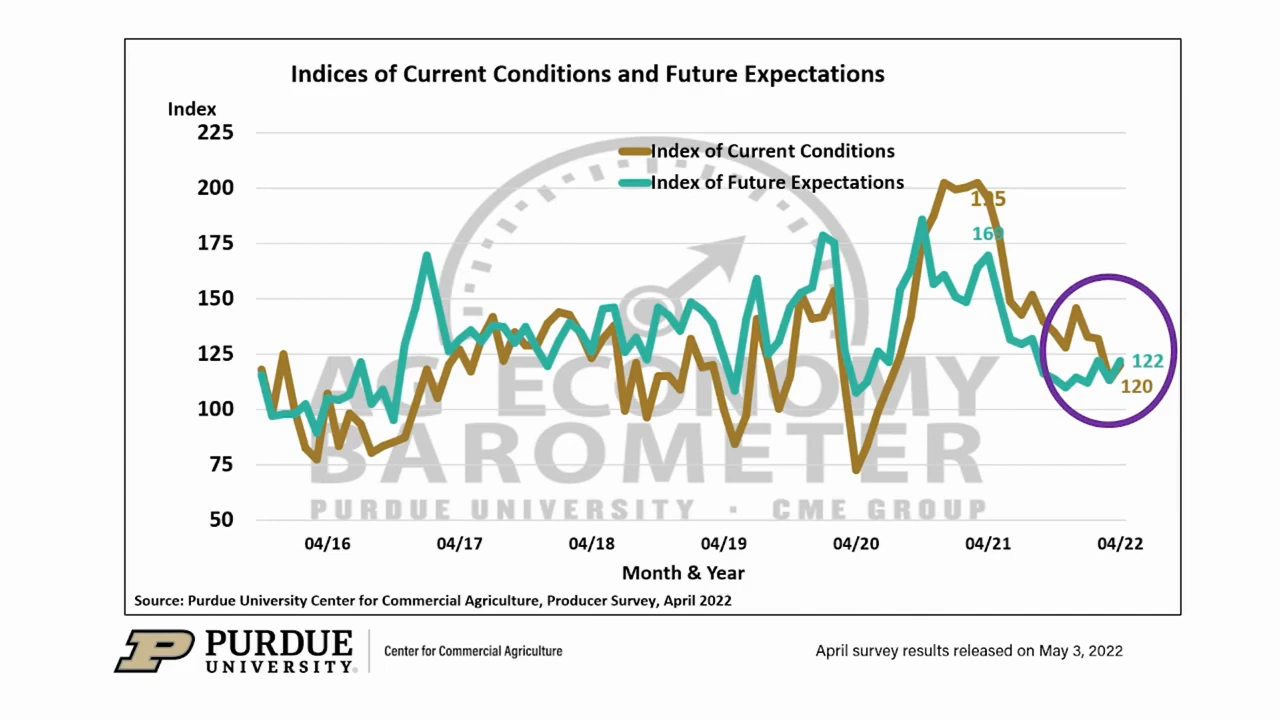 Indices of Current Conditions and Future Expectations
Index
225
200
175
150
125
100
75
50
Index of Current Conditions
Index of Future Expectations
195
169
122
120
AG ECONOMY
BAROMETER
PURDUE UNIVERSITY · CME GROUP
04/16 04/17 04/18 04/19 04/20 04/21 04/22
Month & Year
Source: Purdue University Center for Commercial Agriculture, Producer Survey, April 2022
PURDUE
UNIVERSITY®
Center for Commercial Agriculture
April survey results released on May 3, 2022